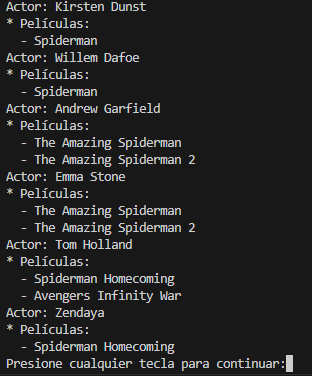 Actor: Kirsten Dunst
* Películas:
  - Spiderman
Actor: Willem Dafoe
* Películas:
  - Spiderman
Actor: Andrew Garfield
* Películas:
  - The Amazing Spiderman
  - The Amazing Spiderman 2
Actor: Emma Stone
* Películas:
  - The Amazing Spiderman
  - The Amazing Spiderman 2
Actor: Tom Holland
* Películas:
  - Spiderman Homecoming
  - Avengers Infinity War
Actor: Zendaya
* Películas:
  - Spiderman Homecoming
Presione cualquier tecla para continuar: